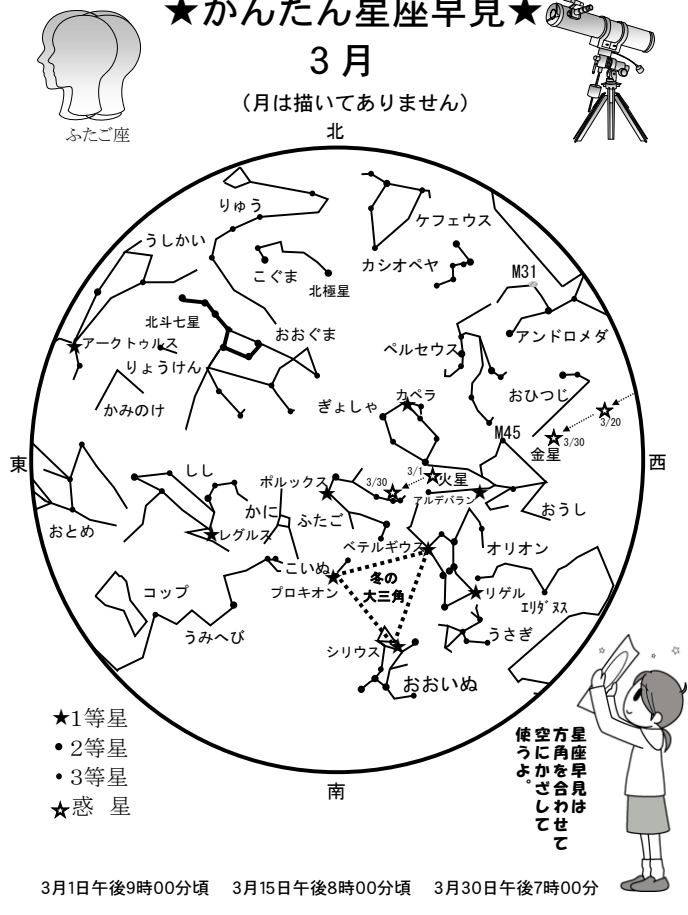 ★かんたん星座早見★
3 月
（月は描いてありません）
ふたご座
北
りゅう
ケフェウス
うしかい
カシオペヤ
こぐま
北極星
M31
北斗七星
おおぐま
アンドロメダ
アークトゥルス
ペルセウス
りょうけん
カペラ
おひつじ
かみのけ
ぎょしゃ
3/20
M45
金星
3/30
東
西
しし
ポルックス
3/30
3/1
火星
アルデバラン
かに
ふたご
おうし
おとめ
レグルス
ベテルギウス
オリオン
こいぬ
プロキオン
冬の
大三角
コップ
リゲル
エリダヌス
うみへび
うさぎ
シリウス
おおいぬ
★1等星
•2等星
•3等星
☆惑 星
南
星座早見は
方角を合わせて
空にかざして
使うよ。
3月1日午後9時00分頃 3月15日午後8時00分頃 3月30日午後7時00分